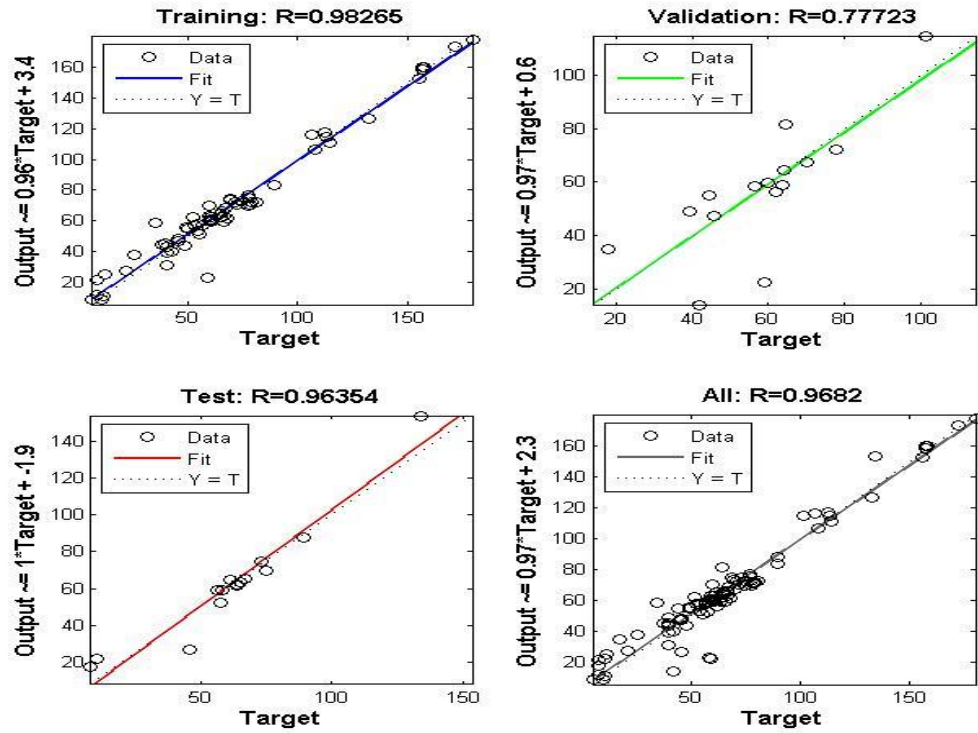 Training: R=0.98265
Output ~= 0.96*Target + 3.4
Data
Fit
Y = T
160
140
120
100
80
60
40
20
50
100
150
Target
Validation: R=0.77723
Output ~= 0.97*Target + 0.6
Data
Fit
Y = T
100
80
60
40
20
20
40
60
80
100
Target
Test: R=0.96354
Output ~= 1*Target + -1.9
Data
Fit
Y = T
140
120
100
80
60
40
20
50
100
150
Target
All: R=0.9682
Output ~= 0.97*Target + 2.3
Data
Fit
Y = T
160
140
120
100
80
60
40
20
50
100
150
Target